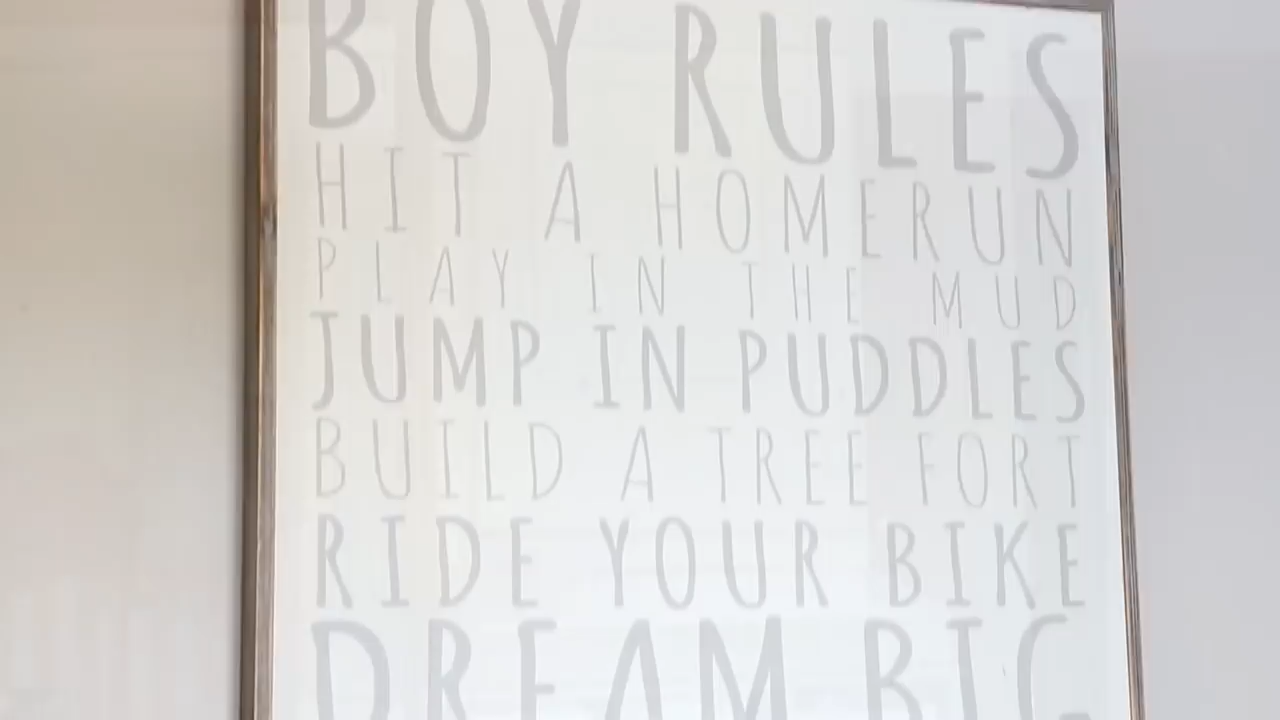 BOY RULES
HIT A HOMERUN
PLAY IN THE MUD
JUMP IN PUDDLES
BUILD A TREE FORT
RIDE YOUR BIKE
DREAM BIG